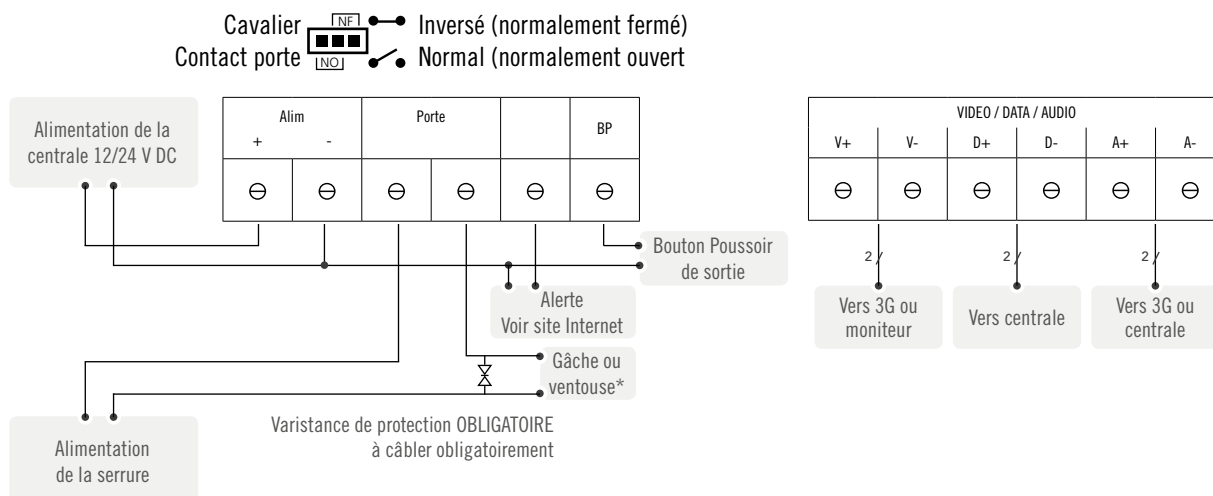 Cavalier NF Inversé (normalement fermé)
Contact porte NO Normal (normalement ouvert
Alim Porte BP
+ -
VIDEO / DATA / AUDIO
V+ V- D+ D- A+ A-
Alimentation de la
centrale 12/24 V DC
Bouton Poussoir
de sortie
Alerte
Voir site Internet
2 2 2
Vers 3G ou
moniteur
Vers centrale
Vers 3G ou
centrale
Gâche ou
ventouse*
Varistance de protection OBLIGATOIRE
à câbler obligatoirement
Alimentation
de la serrure